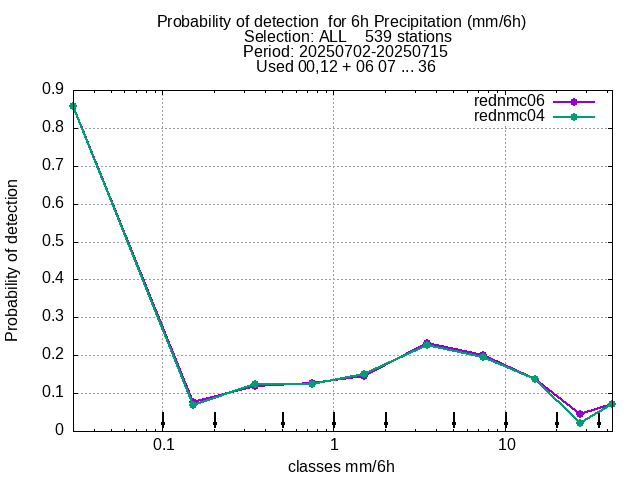 Probability of detection  for 6h Precipitation (mm/6h)
Selection: ALL    539 stations
Period: 20250702-20250715
Used 00,12 + 06 07 ... 36
rednmc06
rednmc04
0.9
0.8
0.7
0.6
0.5
0.4
0.3
0.2
0.1
0
Probability of detection
0.1 1 10
classes mm/6h